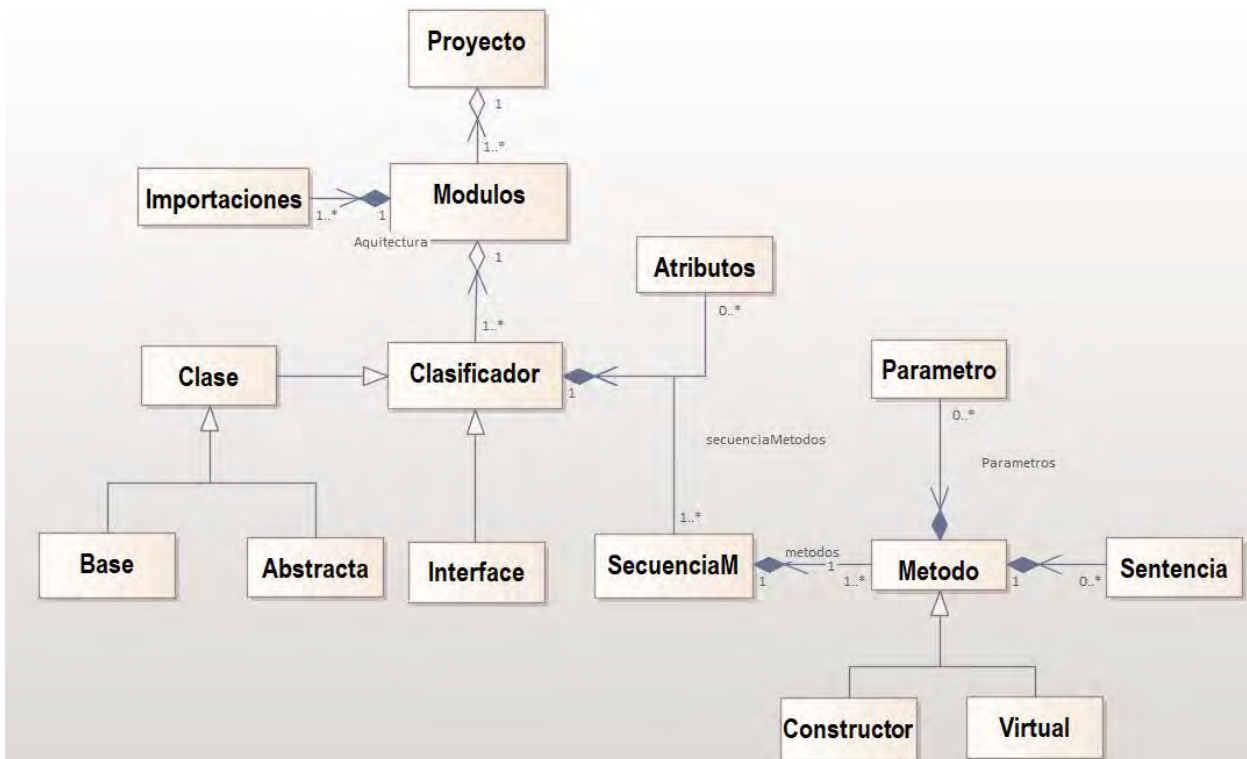 Proyecto
1
1..*
Importaciones
1..*
1
Modulos
Aquitectura
1
Atributos
0..*
1..*
Clase
Clasificador
1
Parametro
0..*
secuenciaMetodos
Parametros
1..*
Base
Abstracta
Interface
SecuenciaM
1
metodos
1
1..*
Metodo
1
0..*
Sentencia
Constructor
Virtual